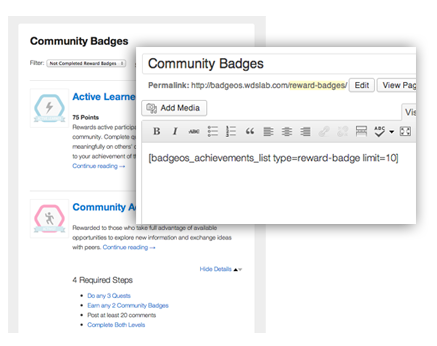 Community Badges
Filter: Not Completed Reward Badges
Active Learne
75 Points
Rewards active particip
community. Complete qu
meaningfully on others' c
to your achievement of th
Continue reading →
Community A
Rewarded to those who take full advantage of available
opportunities to explore new information and exchange ideas
with peers. Continue reading →
Hide Details
4 Required Steps
Do any 3 Quests
Earn any 2 Community Badges
Post at least 20 comments
Complete Both Levels
Community Badges
Permalink: http://badgeos.wdslab.com/reward-badges/ Edit View Pag
Add Media
Vis
B I ABC ABC
[badgeos_achievements_list type=reward-badge limit=10]